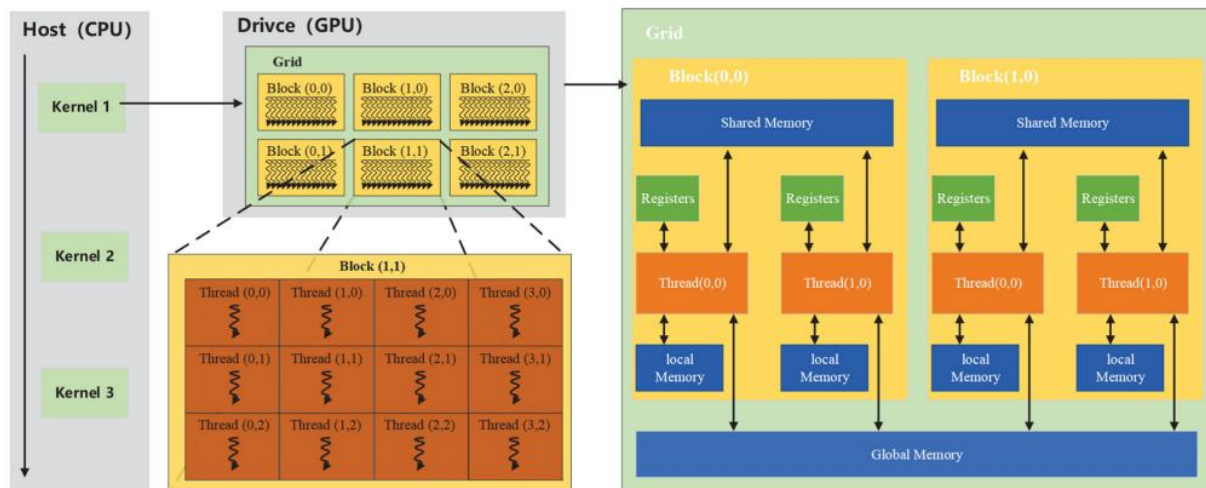 Host（CPU）
Kernel 1
Kernel 2
Kernel 3
Drivce（GPU）
Grid
Block (0,0)
Block (1,0)
Block (2,0)
Block (0,1)
Block (1,1)
Block (2,1)
Block (1,1)
Thread (0,0)
Thread (1,0)
Thread (2,0)
Thread (3,0)
Thread (0,1)
Thread (1,1)
Thread (2,1)
Thread (3,1)
Thread (0,2)
Thread (1,2)
Thread (2,2)
Thread (3,2)
Grid
Block(0,0)
Shared Memory
Registers
Registers
Thread(0,0)
Thread(1,0)
local
Memory
local
Memory
Block(1,0)
Shared Memory
Registers
Registers
Thread(0,0)
Thread(1,0)
local
Memory
local
Memory
Global Memory